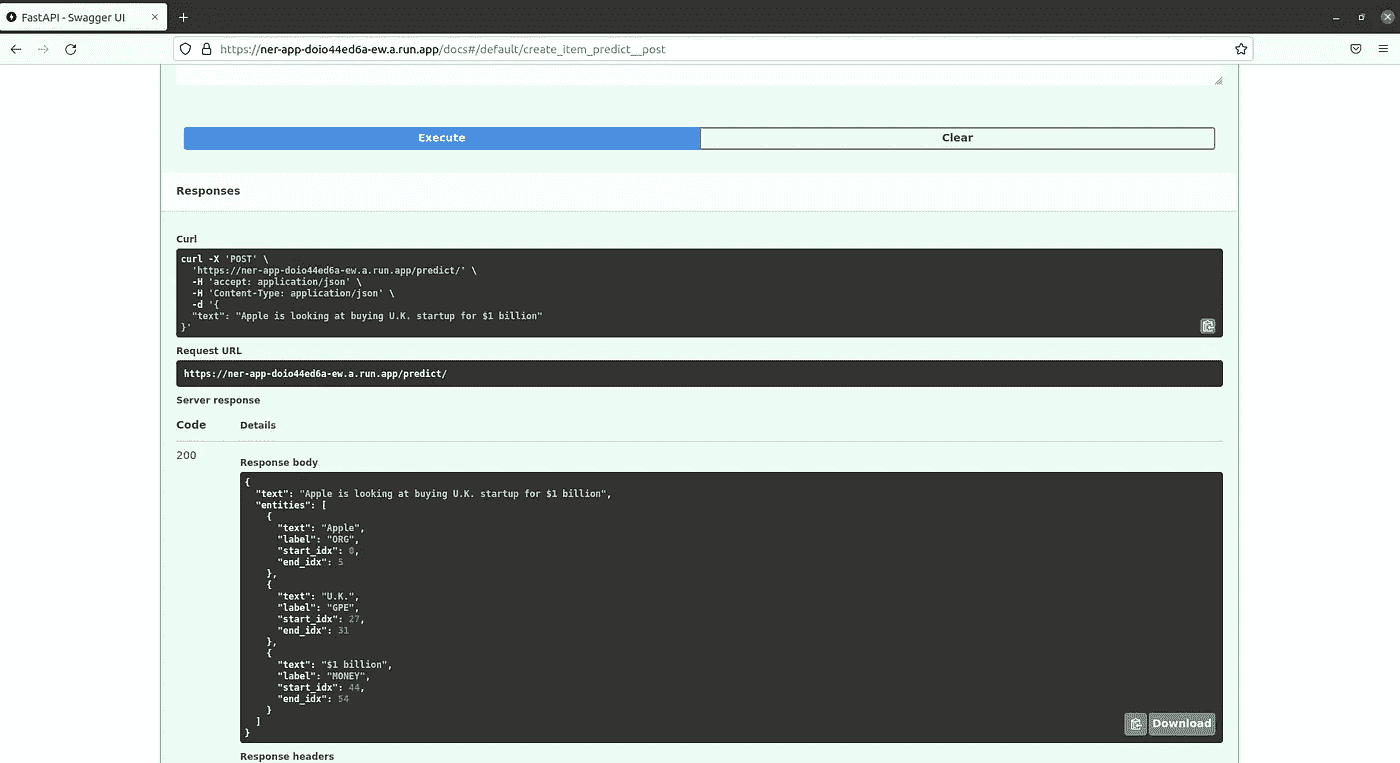 FastAPI - Swagger UI
https://ner-app-doio44ed6a-ew.a.run.app/docs#/default/create_item_predict__post
Execute
Clear
Responses
Curl
curl -X 'POST' \
  'https://ner-app-doio44ed6a-ew.a.run.app/predict/' \
  -H 'accept: application/json' \
  -H 'Content-Type: application/json' \
  -d '{
  "text": "Apple is looking at buying U.K. startup for $1 billion"
}'
Request URL
https://ner-app-doio44ed6a-ew.a.run.app/predict/
Server response
Code Details
200
Response body
{
  "text": "Apple is looking at buying U.K. startup for $1 billion",
  "entities": [
    {
      "text": "Apple",
      "label": "ORG",
      "start_idx": 0,
      "end_idx": 5
    },
    {
      "text": "U.K.",
      "label": "GPE",
      "start_idx": 27,
      "end_idx": 31
    },
    {
      "text": "$1 billion",
      "label": "MONEY",
      "start_idx": 44,
      "end_idx": 54
    }
  ]
}
Download
Response headers